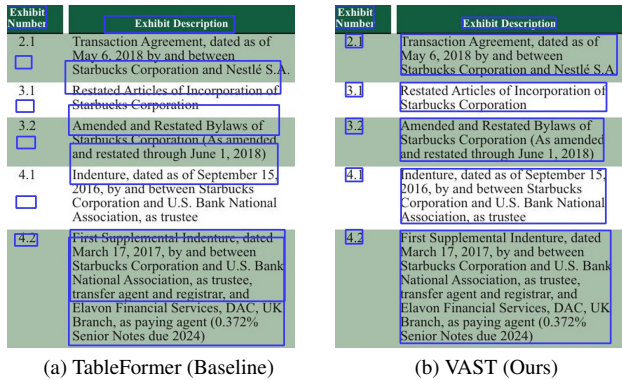 Exhibit
Number
Exhibit Description
2.1
Transaction Agreement, dated as of
May 6, 2018 by and between
Starbucks Corporation and Nestlé S.A.
3.1
Restated Articles of Incorporation of
Starbucks Corporation
3.2
Amended and Restated Bylaws of
Starbucks Corporation (As amended
and restated through June 1, 2018)
4.1
Indenture, dated as of September 15,
2016, by and between Starbucks
Corporation and U.S. Bank National
Association, as trustee
4.2
First Supplemental Indenture, dated
March 17, 2017, by and between
Starbucks Corporation and U.S. Bank
National Association, as trustee,
transfer agent and registrar, and
Elavon Financial Services, DAC, UK
Branch, as paying agent (0.372%
Senior Notes due 2024)
(a) TableFormer (Baseline)
Exhibit
Number
Exhibit Description
2.1
Transaction Agreement, dated as of
May 6, 2018 by and between
Starbucks Corporation and Nestlé S.A.
3.1
Restated Articles of Incorporation of
Starbucks Corporation
3.2
Amended and Restated Bylaws of
Starbucks Corporation (As amended
and restated through June 1, 2018)
4.1
Indenture, dated as of September 15,
2016, by and between Starbucks
Corporation and U.S. Bank National
Association, as trustee
4.2
First Supplemental Indenture, dated
March 17, 2017, by and between
Starbucks Corporation and U.S. Bank
National Association, as trustee,
transfer agent and registrar, and
Elavon Financial Services, DAC, UK
Branch, as paying agent (0.372%
Senior Notes due 2024)
(b) VAST (Ours)